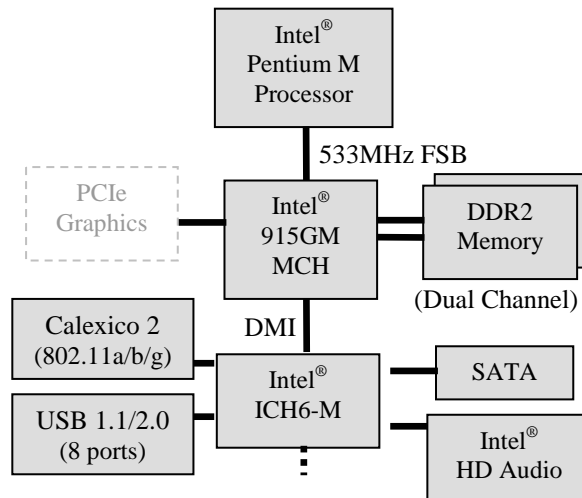 Intel®
Pentium M
Processor
533MHz FSB
PCIe
Graphics
Intel®
915GM
MCH
DDR2
Memory
(Dual Channel)
DMI
Calexico 2
(802.11a/b/g)
Intel®
ICH6-M
SATA
USB 1.1/2.0
(8 ports)
Intel®
HD Audio